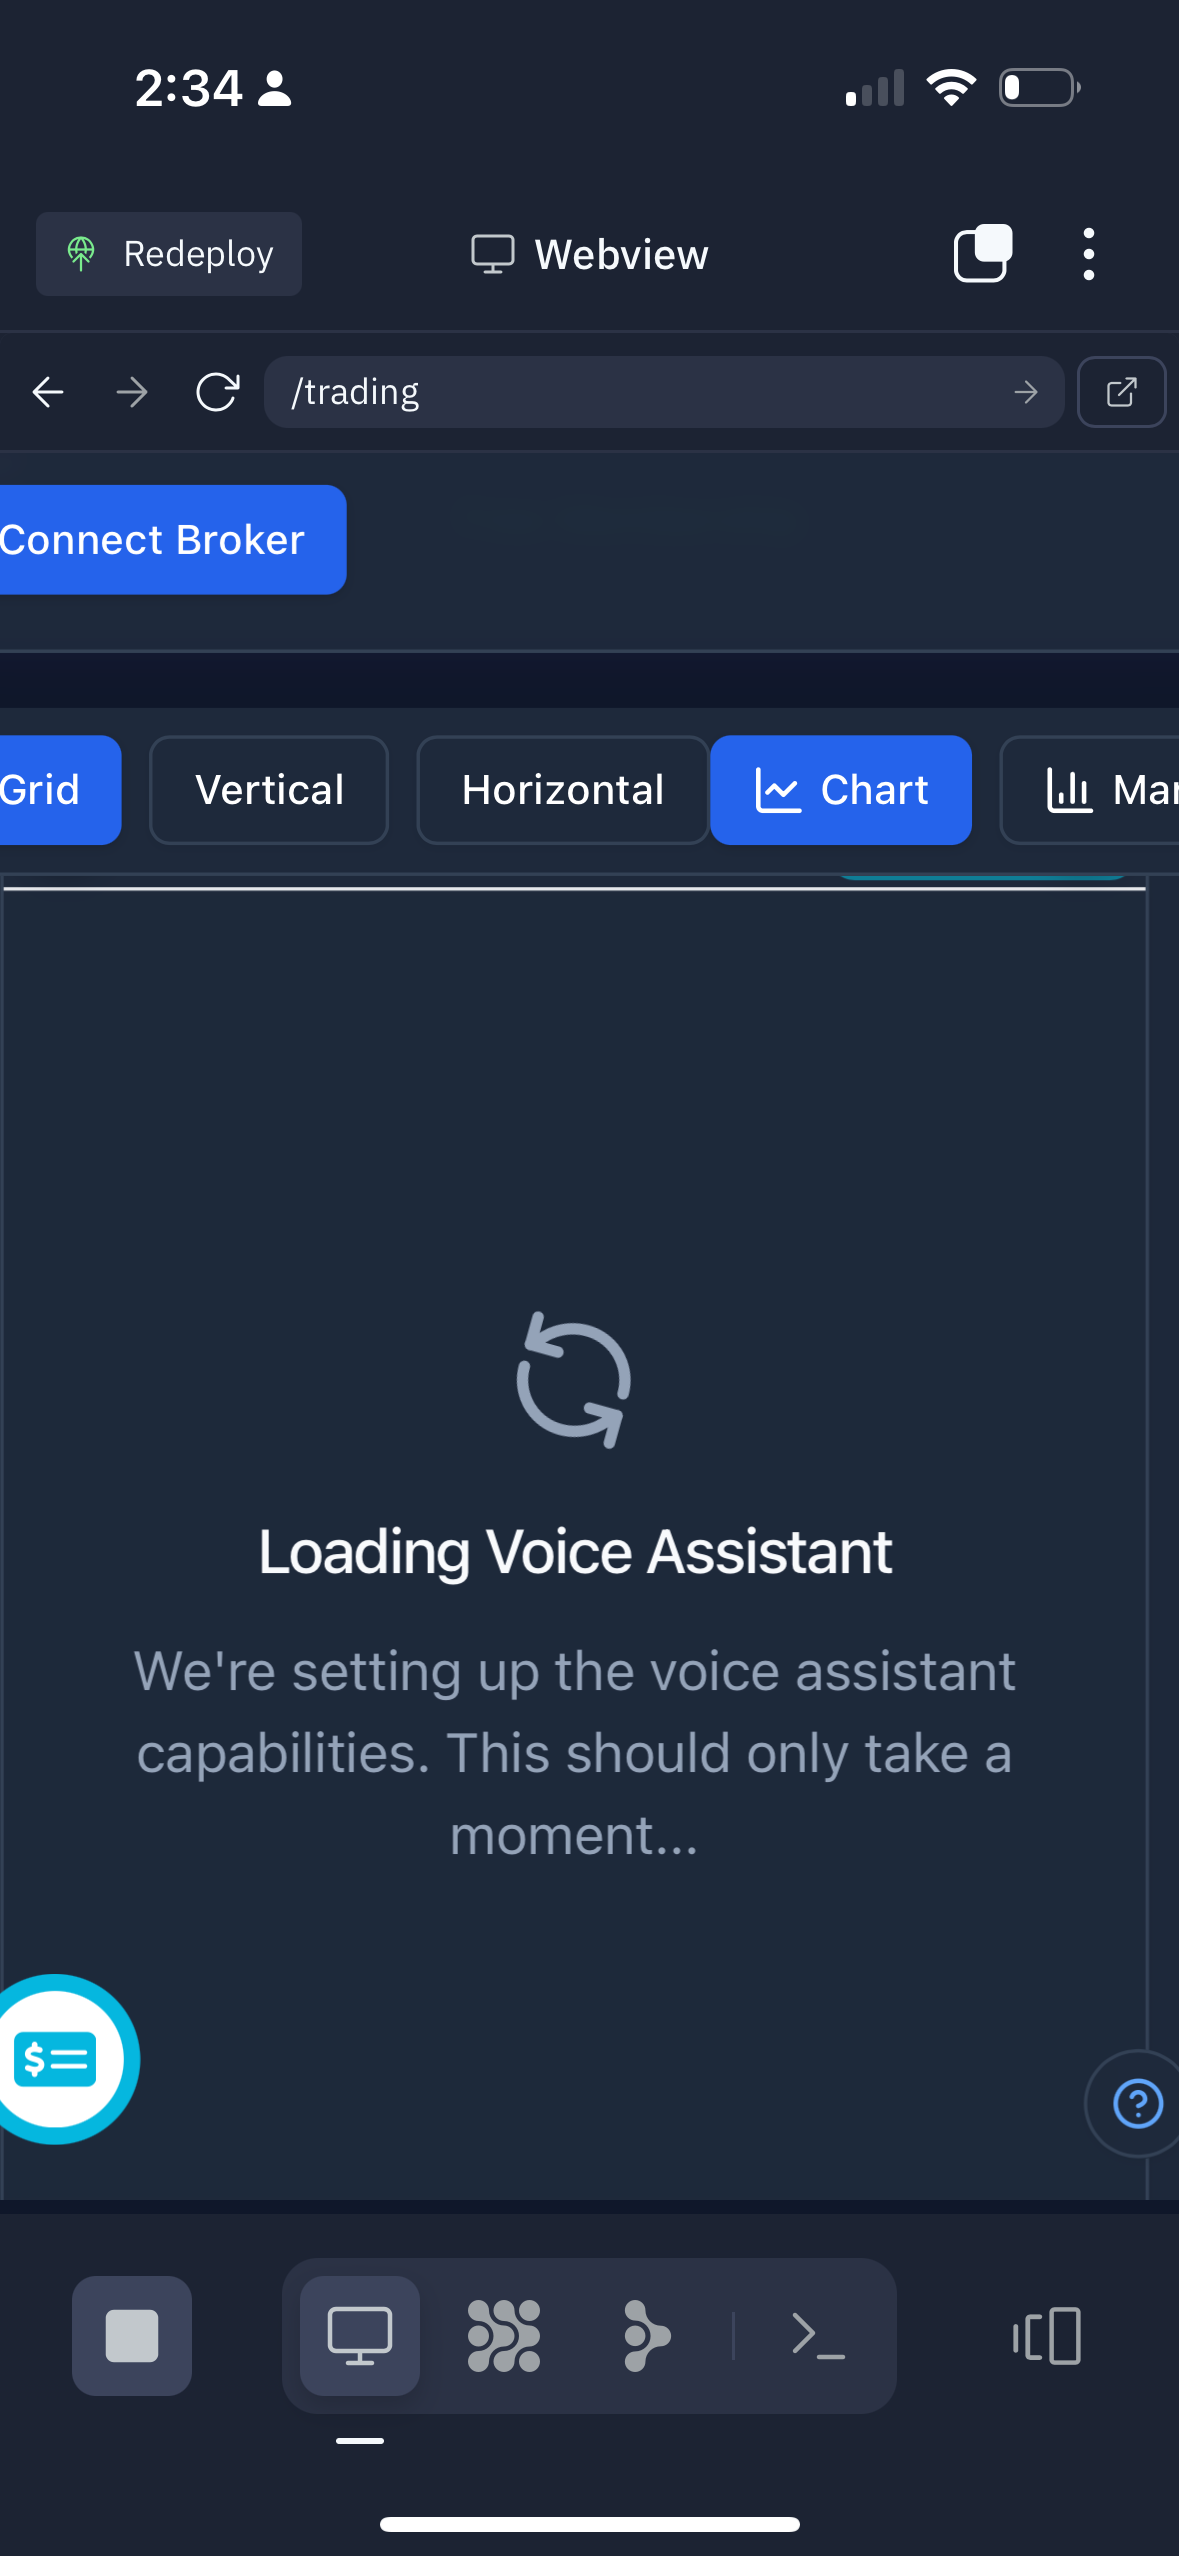 2:34
Redeploy
Webview
/trading
Connect Broker
Grid
Vertical
Horizontal
Chart
Mar
$
Loading Voice Assistant
We're setting up the voice assistant
capabilities. This should only take a
moment...
?